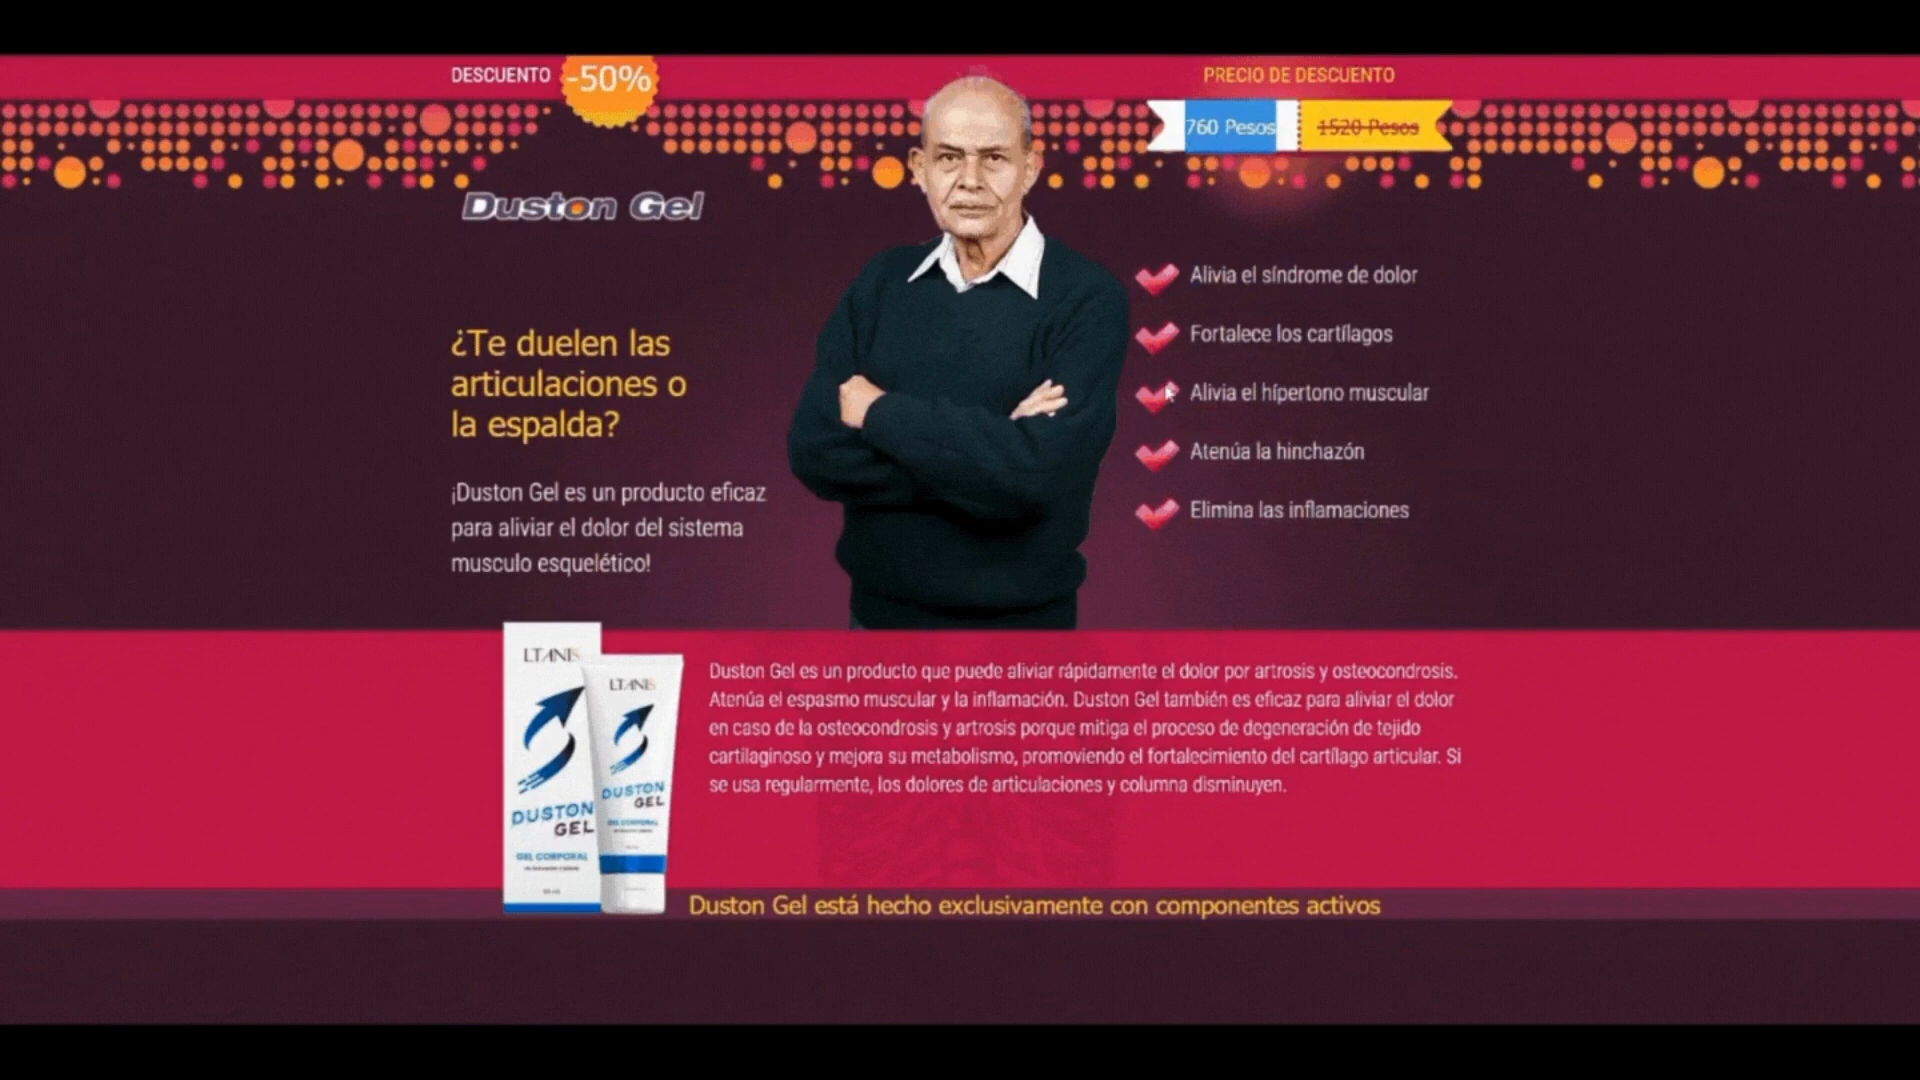 DESCUENTO
-50%
PRECIO DE DESCUENTO
760 Pesos
1520 Pesos
Duston Gel
Alivia el síndrome de dolor
Fortalece los cartílagos
Alivia el hípertono muscular
Atenúa la hinchazón
Elimina las inflamaciones
¿Te duelen las
articulaciones o
la espalda?
¡Duston Gel es un producto eficaz
para aliviar el dolor del sistema
musculo esquelético!
LTANIS
DUSTON
GEL
GEL CORPORAL
LTANIS
DUSTON
GEL
GEL CORPORAL
Duston Gel es un producto que puede aliviar rápidamente el dolor por artrosis y osteocondrosis.
Atenúa el espasmo muscular y la inflamación. Duston Gel también es eficaz para aliviar el dolor
en caso de la osteocondrosis y artrosis porque mitiga el proceso de degeneración de tejido
cartilaginoso y mejora su metabolismo, promoviendo el fortalecimiento del cartílago articular. Si
se usa regularmente, los dolores de articulaciones y columna disminuyen.
Duston Gel está hecho exclusivamente con componentes activos